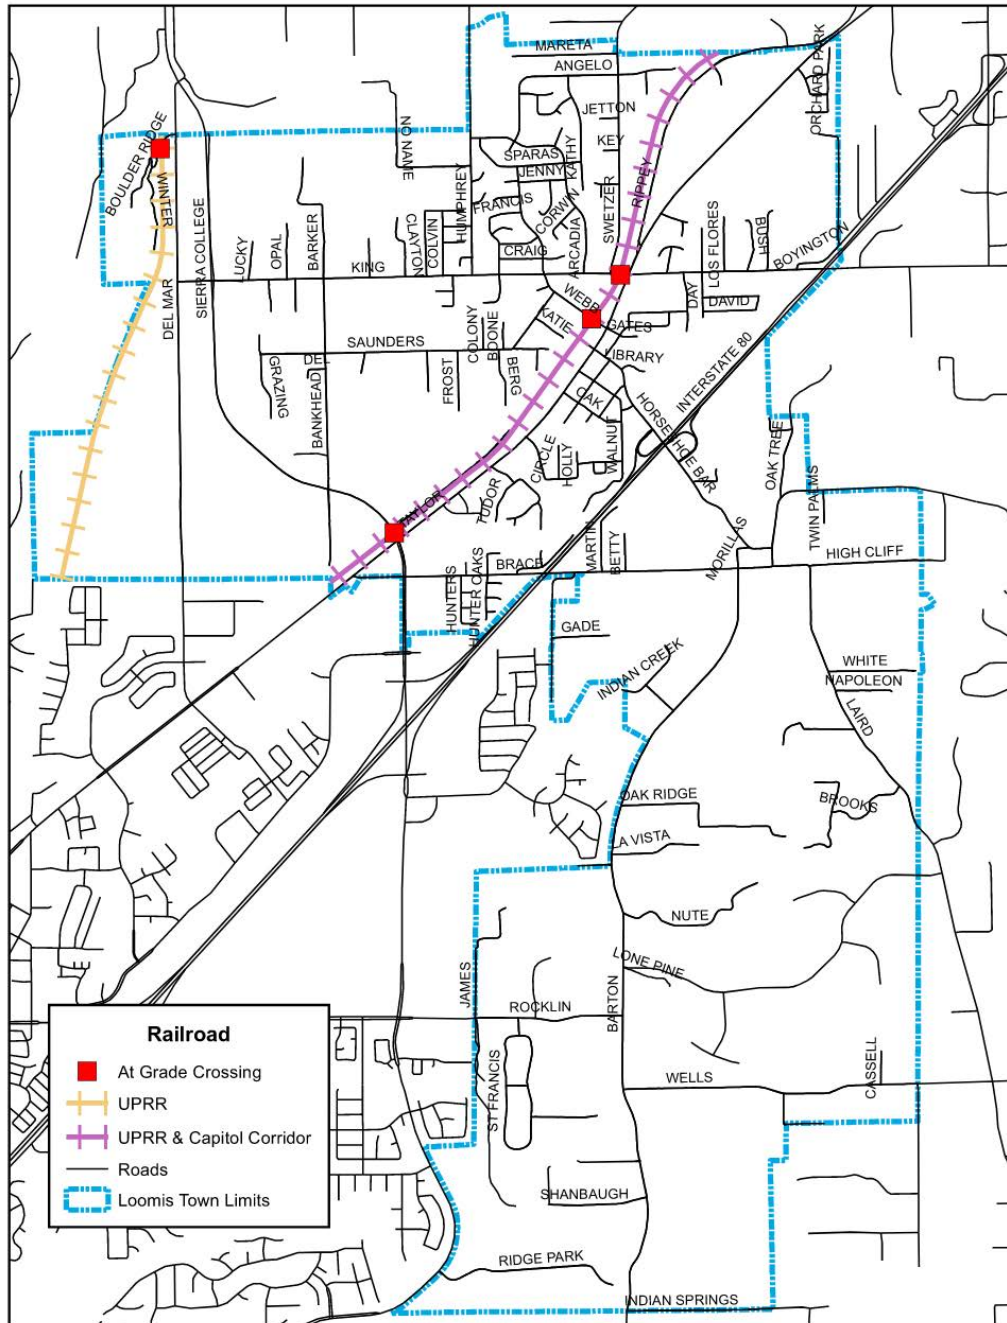 MARETA
ANGELO
ORCHARD PARK
JETTON
KEY
NO NAME
BOULDER RIDGE
WINTER
SPARAS
JENNY
KATHY
RIPPEY
SWETZER
HUMPHREY
FRANCIS
CORWIN
ARCADIA
CRAIG
CLAYTON
COLWIN
BARKER
OPAL
LUCKY
KING
SIERRA COLLEGE
DEL MAR
LOS FLORES
BUSH
BOYINGTON
DAY
DAVID
WEBB
KATIE
GATES
LIBRARY
COLONY
BOONE
SAUNDERS
DEL
GRAZING
BANKHEAD
FROST
BERG
OAK
INTERSTATE 80
HORSESHOE BAR
WALNUT
CIRCLE
HOLLY
OAK TREE
TWIN PALMS
TUDOR
TAYLOR
MORILLAS
HIGH CLIFF
BRACE
MARTIN
BETTY
HUNTERS
HUNTER OAKS
GADE
INDIAN CREEK
WHITE
NAPOLEON
LAIRD
OAK RIDGE
BROOKS
LA VISTA
NUTE
LONE PINE
JAMES
ROCKLIN
BARTON
ST FRANCIS
WELLS
CASSELL
SHANBAUGH
RIDGE PARK
INDIAN SPRINGS
Railroad
At Grade Crossing
UPRR
UPRR & Capitol Corridor
Roads
Loomis Town Limits